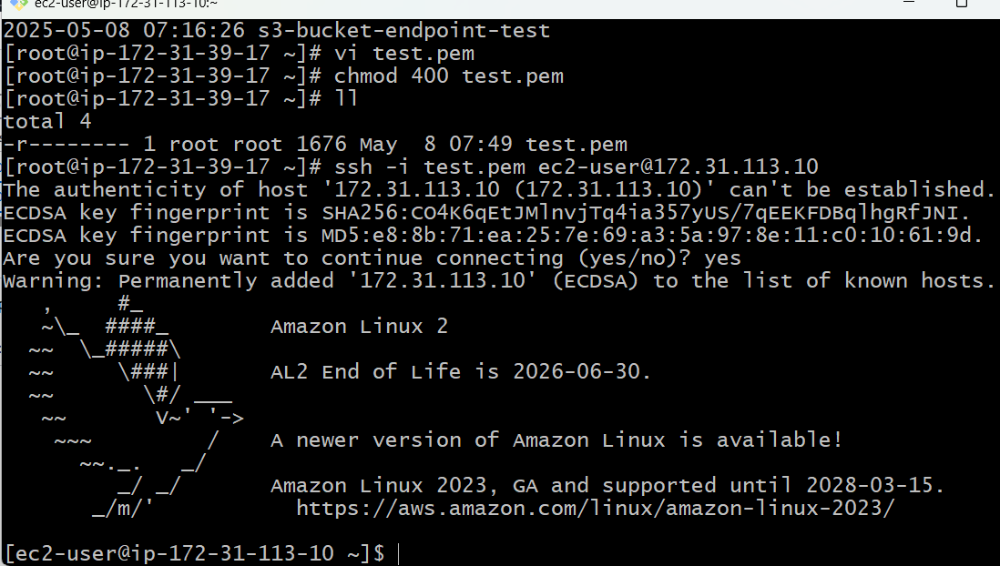 ec2-user@ip-172-31-113-10:~
2025-05-08 07:16:26 s3-bucket-endpoint-test
[root@ip-172-31-39-17 ~]# vi test.pem
[root@ip-172-31-39-17 ~]# chmod 400 test.pem
[root@ip-172-31-39-17 ~]# ll
total 4
-r-------- 1 root root 1676 May  8 07:49 test.pem
[root@ip-172-31-39-17 ~]# ssh -i test.pem ec2-user@172.31.113.10
The authenticity of host '172.31.113.10 (172.31.113.10)' can't be established.
ECDSA key fingerprint is SHA256:CO4K6qEtJMlnvjTq4ia357yUS/7qEEKFDBqlhgRfJNI.
ECDSA key fingerprint is MD5:e8:8b:71:ea:25:7e:69:a3:5a:97:8e:11:c0:10:61:9d.
Are you sure you want to continue connecting (yes/no)? yes
Warning: Permanently added '172.31.113.10' (ECDSA) to the list of known hosts.
   ,     #_
   ~\_  ####_        Amazon Linux 2
  ~~  \_#####\
  ~~     \###|       AL2 End of Life is 2026-06-30.
  ~~       \#/ ___
   ~~       V~' '->
    ~~~         /    A newer version of Amazon Linux is available!
      ~~._.   _/
         _/ _/       Amazon Linux 2023, GA and supported until 2028-03-15.
       _/m/'           https://aws.amazon.com/linux/amazon-linux-2023/
[ec2-user@ip-172-31-113-10 ~]$